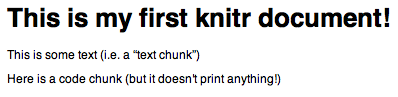 This is my first knitr document!
This is some text (i.e. a “text chunk”)
Here is a code chunk (but it doesn't print anything!)